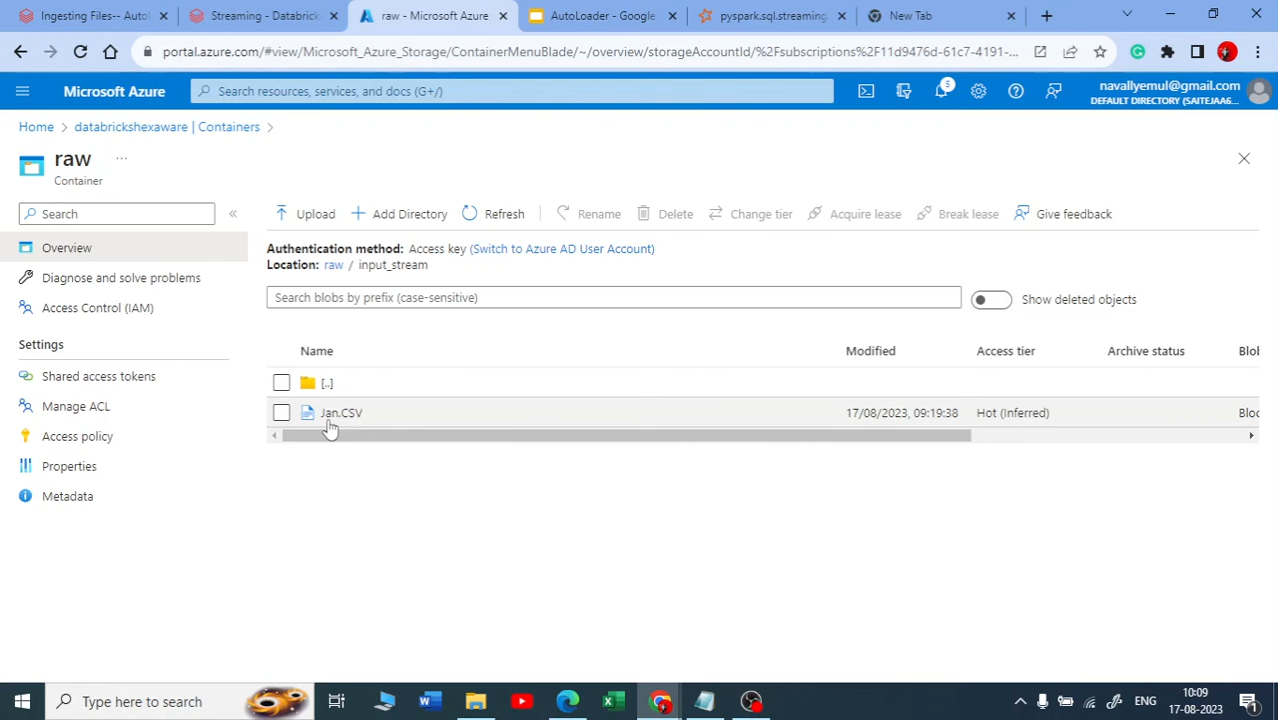 Ingesting Files-- Autol
Streaming - Databrick
raw - Microsoft Azure
AutoLoader - Google
pyspark.sql.streaming
New Tab
portal.azure.com/#view/Microsoft_Azure_Storage/ContainerMenuBlade/~/overview/storageAccountId/%2Fsubscriptions%2F11d9476d-61c7-4191-...
Microsoft Azure
Search resources, services, and docs (G+/)
5
navallyemul@gmail.com
DEFAULT DIRECTORY (SAITEJAA6...
Home > databrickshexaware | Containers >
raw ...
Container
Search
«
Upload
Add Directory
Refresh
Rename
Delete
Change tier
Acquire lease
Break lease
Give feedback
Overview
Diagnose and solve problems
Access Control (IAM)
Settings
Shared access tokens
Manage ACL
Access policy
Properties
Metadata
Authentication method: Access key (Switch to Azure AD User Account)
Location: raw / input_stream
Search blobs by prefix (case-sensitive)
Show deleted objects
Name Modified Access tier Archive status Blob
[..]
Jan.CSV 17/08/2023, 09:19:38 Hot (Inferred) Bloc
Type here to search
ENG
10:09
17-08-2023
1